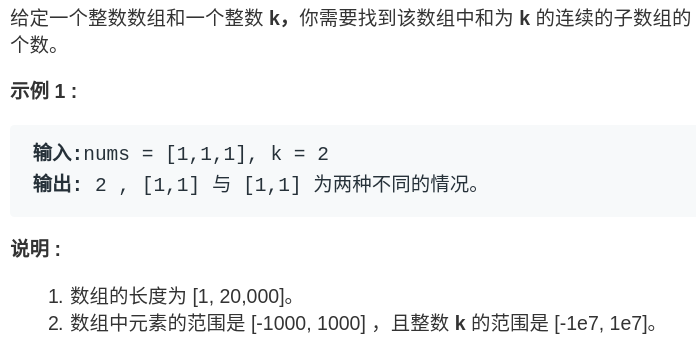 给定一个整数数组和一个整数 k，你需要找到该数组中和为 k 的连续的子数组的
个数。
示例 1 :
输入:nums = [1,1,1], k = 2
输出: 2 , [1,1] 与 [1,1] 为两种不同的情况。
说明 :
1. 数组的长度为 [1, 20,000]。
2. 数组中元素的范围是 [-1000, 1000] ，且整数 k 的范围是 [-1e7, 1e7]。